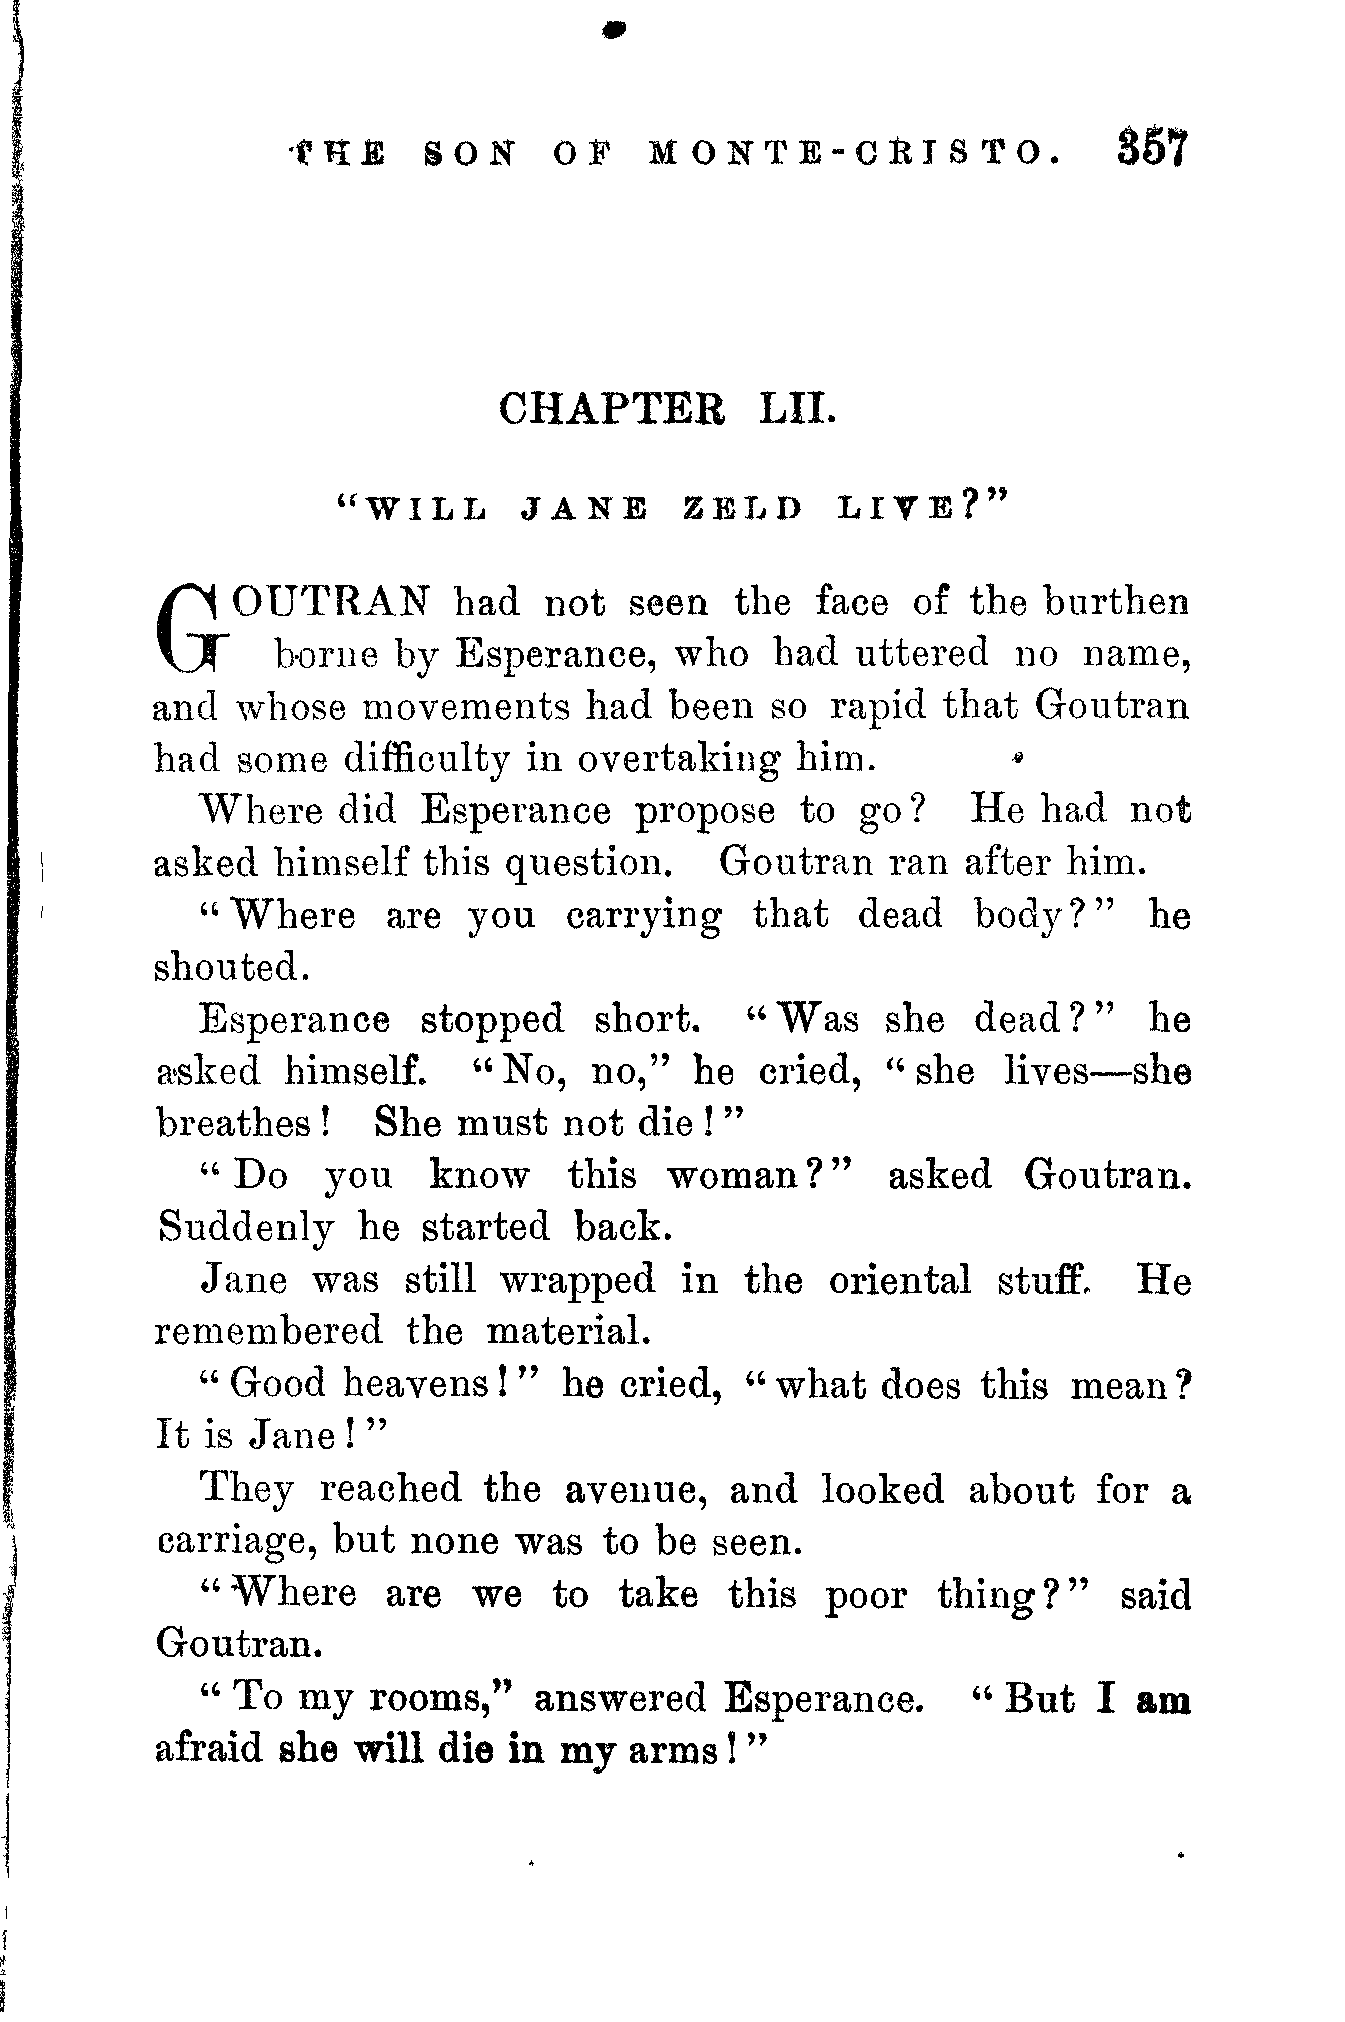 THE SON OF MONTE-CRISTO. 357
CHAPTER LII.
"WILL JANE ZELD LIVE?"
GOUTRAN had not seen the face of the burthen
borne by Esperance, who had uttered no name,
and whose movements had been so rapid that Goutran
had some difficulty in overtaking him.
Where did Esperance propose to go? He had not
asked himself this question. Goutran ran after him.
"Where are you carrying that dead body?" he
shouted.
Esperance stopped short. "Was she dead?" he
asked himself. "No, no," he cried, "she lives—she
breathes! She must not die!"
"Do you know this woman?" asked Goutran.
Suddenly he started back.
Jane was still wrapped in the oriental stuff. He
remembered the material.
"Good heavens!" he cried, "what does this mean?
It is Jane!"
They reached the avenue, and looked about for a
carriage, but none was to be seen.
"Where are we to take this poor thing?" said
Goutran.
"To my rooms," answered Esperance. "But I am
afraid she will die in my arms!"